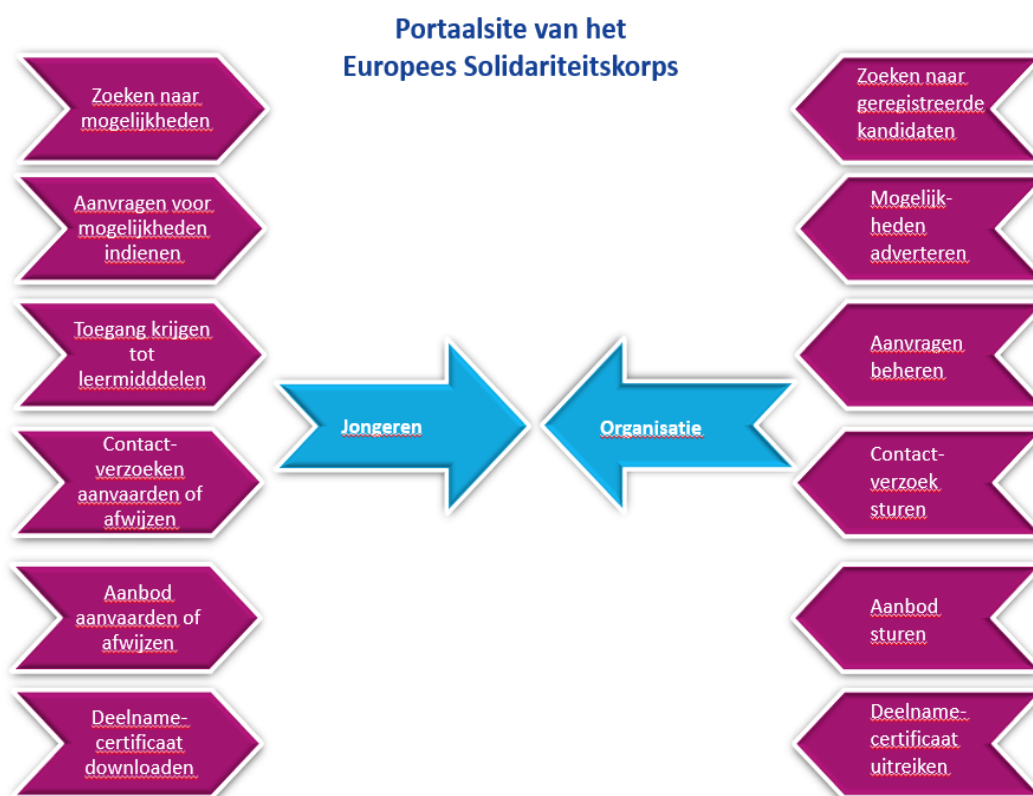 Portaalsite van het
Europees Solidariteitskorps
Zoeken naar
mogelijkheden
Aanvragen voor
mogelijkheden
indienen
Toegang krijgen
tot
leermidddelen
Contact-
verzoeken
aanvaarden of
afwijzen
Aanbod
aanvaarden of
afwijzen
Deelname-
certificaat
downloaden
Jongeren
Organisatie
Zoeken naar
geregistreerde
kandidaten
Mogelijk-
heden
adverteren
Aanvragen
beheren
Contact-
verzoek
sturen
Aanbod
sturen
Deelname-
certificaat
uitreiken